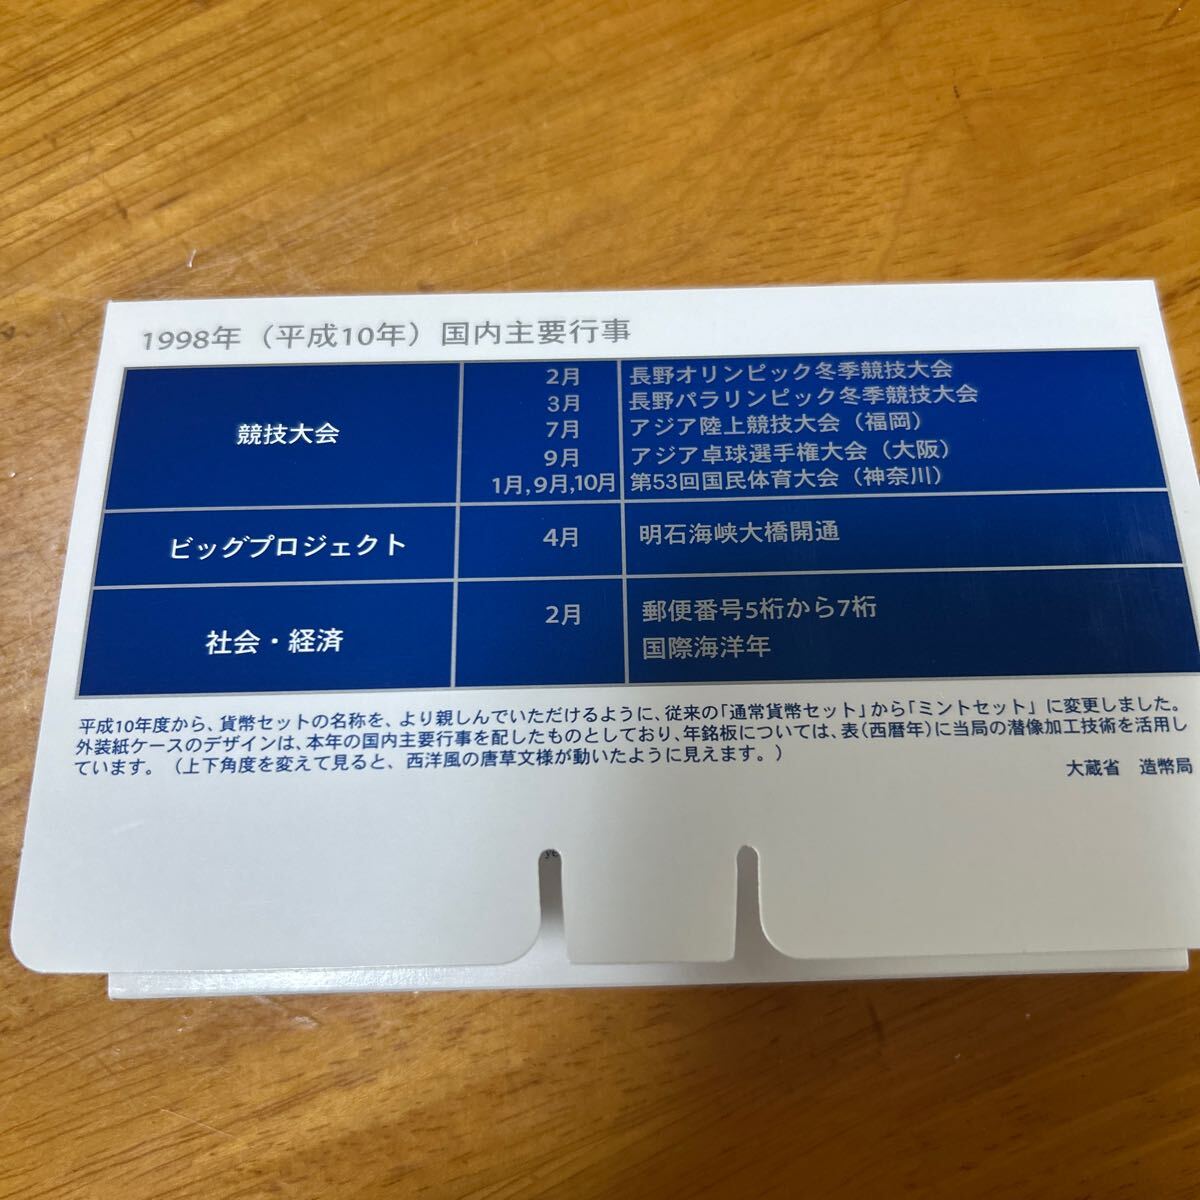 1998年（平成10年）国内主要行事
競技大会
2月 長野オリンピック冬季競技大会
3月 長野パラリンピック冬季競技大会
7月 アジア陸上競技大会（福岡）
9月 アジア卓球選手権大会（大阪）
1月,9月,10月 第53回国民体育大会（神奈川）
ビッグプロジェクト 4月 明石海峡大橋開通
社会・経済
2月 郵便番号5桁から7桁
国際海洋年
平成10年度から、貨幣セットの名称を、より親しんでいただけるように、従来の「通常貨幣セット」から「ミントセット」に変更しました。
外装紙ケースのデザインは、本年の国内主要行事を配したものとしており、年銘板については、表（西暦年）に当局の潜像加工技術を活用し
ています。（上下角度を変えて見ると、西洋風の唐草文様が動いたように見えます。）
大蔵省 造幣局